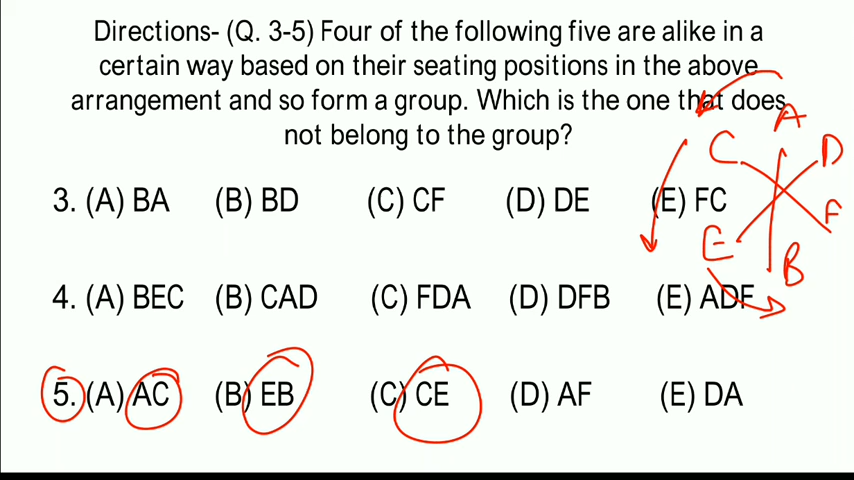 Directions- (Q. 3-5) Four of the following five are alike in a
certain way based on their seating positions in the above
arrangement and so form a group. Which is the one that does
not belong to the group?
A
C D
3. (A) BA (B) BD (C) CF (D) DE (E) FC
F
E
B
4. (A) BEC (B) CAD (C) FDA (D) DFB (E) ADF
5. (A) AC (B) EB (C) CE (D) AF (E) DA